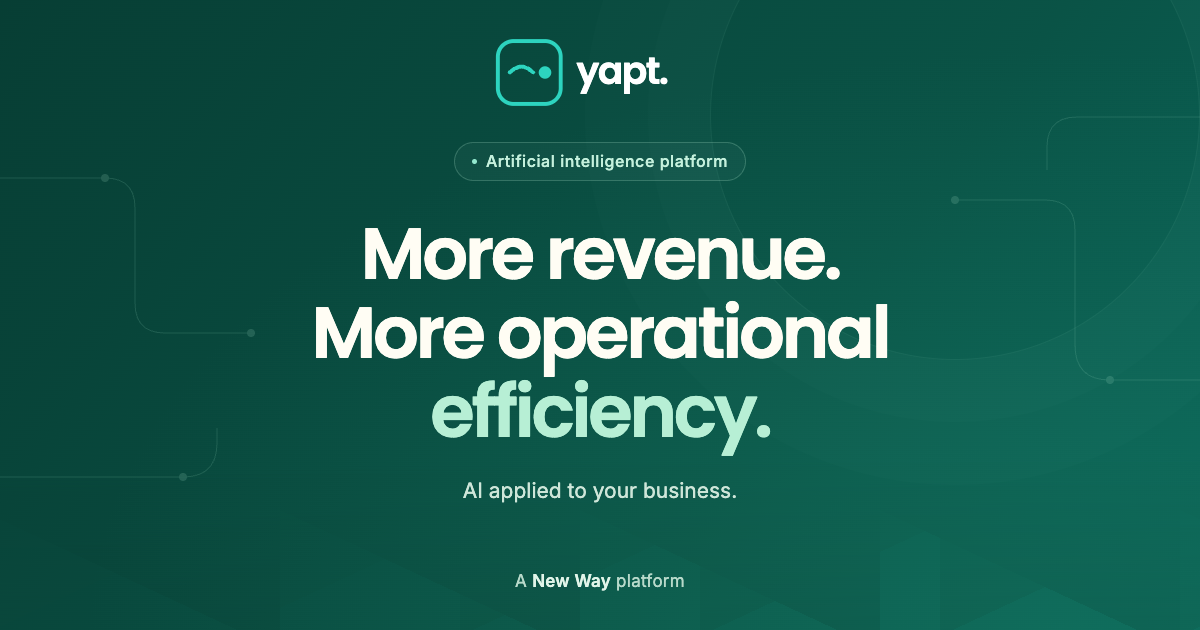 yapt.
• Artificial intelligence platform
More revenue.
More operational
efficiency.
AI applied to your business.
A New Way platform